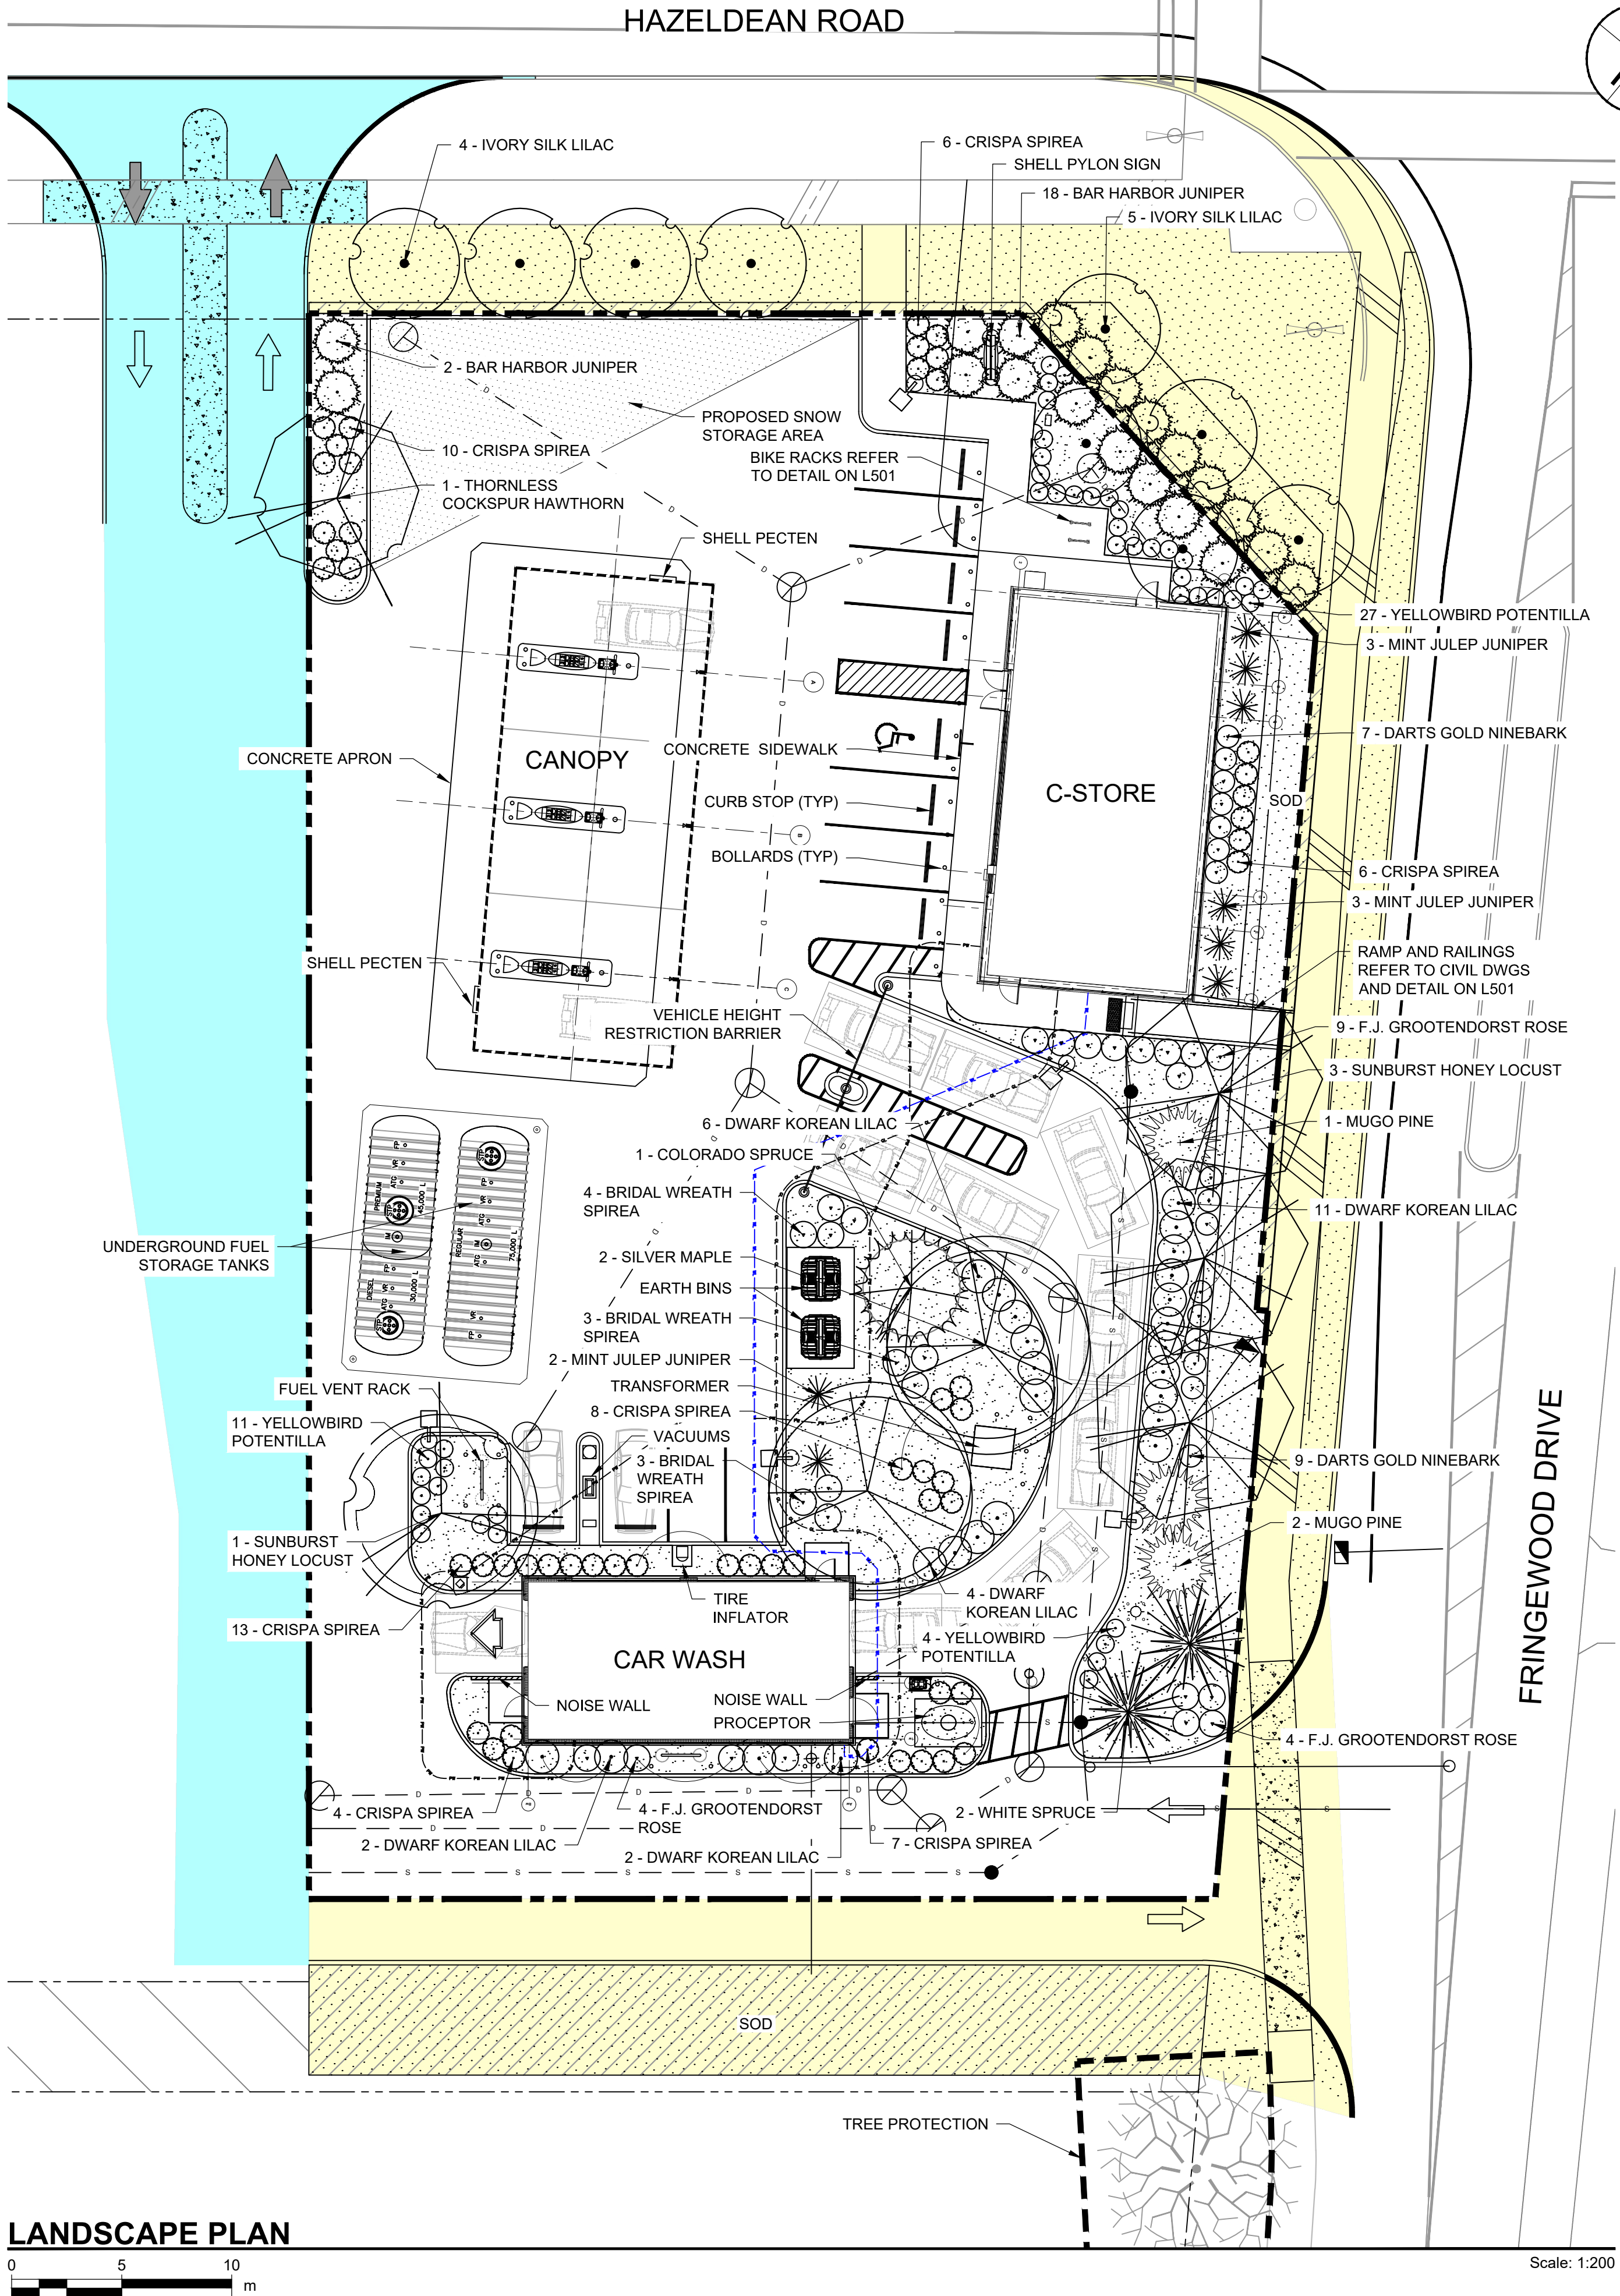 HAZELDEAN ROAD
4 - IVORY SILK LILAC
6 - CRISPA SPIREA
SHELL PYLON SIGN
18 - BAR HARBOR JUNIPER
5 - IVORY SILK LILAC
2 - BAR HARBOR JUNIPER
PROPOSED SNOW
STORAGE AREA
10 - CRISPA SPIREA
BIKE RACKS REFER
TO DETAIL ON L501
1 - THORNLESS
COCKSPUR HAWTHORN
SHELL PECTEN
27 - YELLOWBIRD POTENTILLA
3 - MINT JULEP JUNIPER
A
7 - DARTS GOLD NINEBARK
CONCRETE APRON
CANOPY
CONCRETE SIDEWALK
C-STORE
SOD
CURB STOP (TYP)
B
BOLLARDS (TYP)
6 - CRISPA SPIREA
3 - MINT JULEP JUNIPER
SHELL PECTEN
RAMP AND RAILINGS
REFER TO CIVIL DWGS
AND DETAIL ON L501
C
VEHICLE HEIGHT
RESTRICTION BARRIER
9 - F.J. GROOTENDORST ROSE
3 - SUNBURST HONEY LOCUST
6 - DWARF KOREAN LILAC
1 - MUGO PINE
1 - COLORADO SPRUCE
4 - BRIDAL WREATH
SPIREA
11 - DWARF KOREAN LILAC
PREMIUM
45,000 L
REGULAR
75,000 L
DIESEL
30,000 L
UNDERGROUND FUEL
STORAGE TANKS
2 - SILVER MAPLE
EARTH BINS
3 - BRIDAL WREATH
SPIREA
2 - MINT JULEP JUNIPER
FUEL VENT RACK
TRANSFORMER
11 - YELLOWBIRD
POTENTILLA
8 - CRISPA SPIREA
VACUUMS
3 - BRIDAL
WREATH
SPIREA
9 - DARTS GOLD NINEBARK
2 - MUGO PINE
1 - SUNBURST
HONEY LOCUST
FRINGEWOOD DRIVE
TIRE
INFLATOR
4 - DWARF
KOREAN LILAC
13 - CRISPA SPIREA
4 - YELLOWBIRD
POTENTILLA
CAR WASH
NOISE WALL
NOISE WALL
PROCEPTOR
4 - F.J. GROOTENDORST ROSE
4 - CRISPA SPIREA
4 - F.J. GROOTENDORST
ROSE
2 - WHITE SPRUCE
2 - DWARF KOREAN LILAC
7 - CRISPA SPIREA
2 - DWARF KOREAN LILAC
SOD
TREE PROTECTION
LANDSCAPE PLAN
0 5 10
m
Scale: 1:200